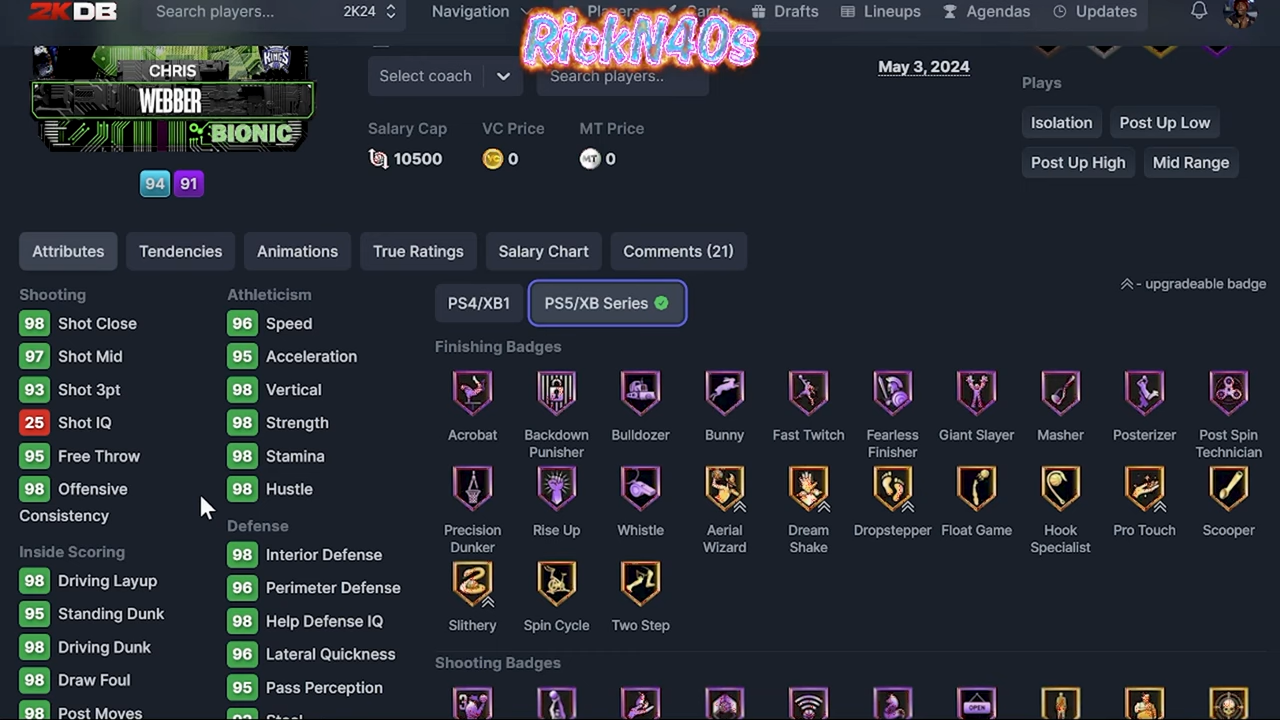 2KDB
Search players...
2K24
Navigation
Players
Cards
Drafts
Lineups
Agendas
Updates
RickN40s
KINGS
CHRIS
WEBBER
BIONIC
94 91
Select coach
Search players..
May 3, 2024
Salary Cap VC Price MT Price
10500 0 MT 0
Plays
Isolation Post Up Low
Post Up High Mid Range
Attributes Tendencies Animations True Ratings Salary Chart Comments (21)
- upgradeable badge
Shooting
98 Shot Close
97 Shot Mid
93 Shot 3pt
25 Shot IQ
95 Free Throw
98 Offensive
Consistency
Inside Scoring
98 Driving Layup
95 Standing Dunk
98 Driving Dunk
98 Draw Foul
98 Post Moves
Athleticism
96 Speed
95 Acceleration
98 Vertical
98 Strength
98 Stamina
98 Hustle
Defense
98 Interior Defense
96 Perimeter Defense
98 Help Defense IQ
96 Lateral Quickness
95 Pass Perception
PS4/XB1 PS5/XB Series
Finishing Badges
Acrobat
Backdown
Punisher
Bulldozer
Bunny
Fast Twitch
Fearless
Finisher
Giant Slayer
Masher
Posterizer
Post Spin
Technician
Precision
Dunker
Rise Up
Whistle
Aerial
Wizard
Dream
Shake
Dropstepper
Float Game
Hook
Specialist
Pro Touch
Scooper
Slithery
Spin Cycle
Two Step
Shooting Badges
3
OPEN